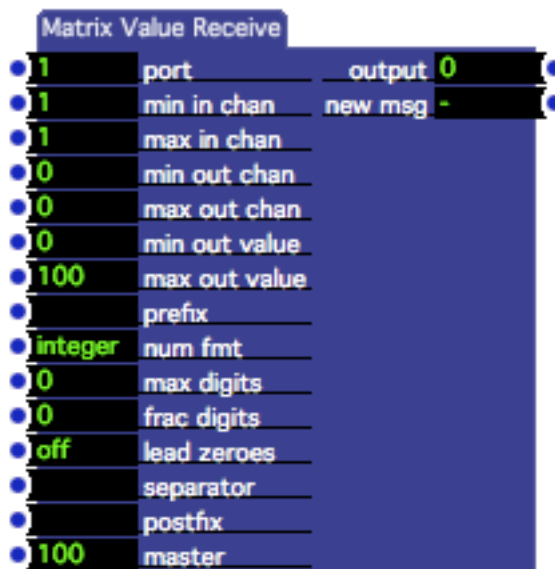 Matrix Value Receive
1 port output 0
1 min in chan new msg -
1 max in chan
0 min out chan
0 max out chan
0 min out value
100 max out value
prefix
integer num fmt
0 max digits
0 frac digits
off lead zeroes
separator
postfix
100 master